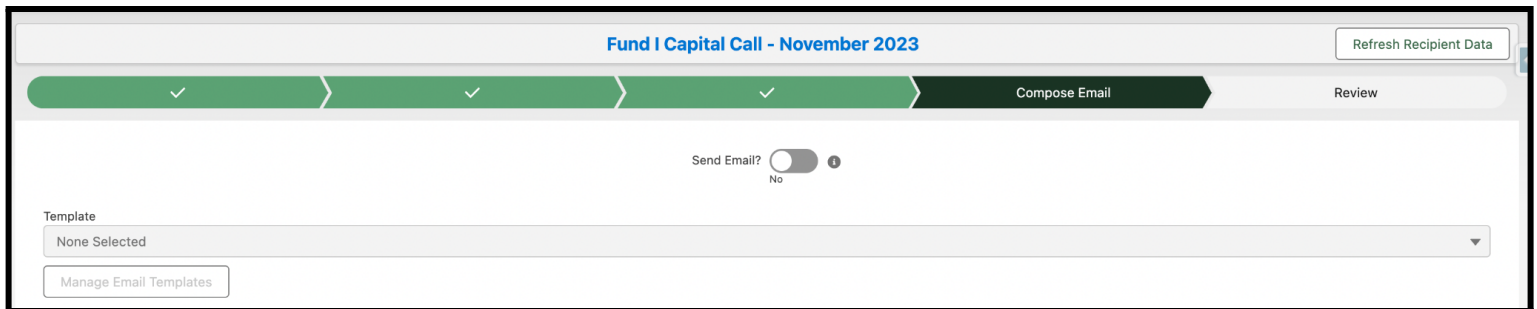 Fund I Capital Call - November 2023
Refresh Recipient Data
Compose Email
Review
Send Email?
No
Template
None Selected
Manage Email Templates